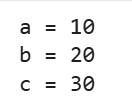 a = 10
b = 20
c = 30